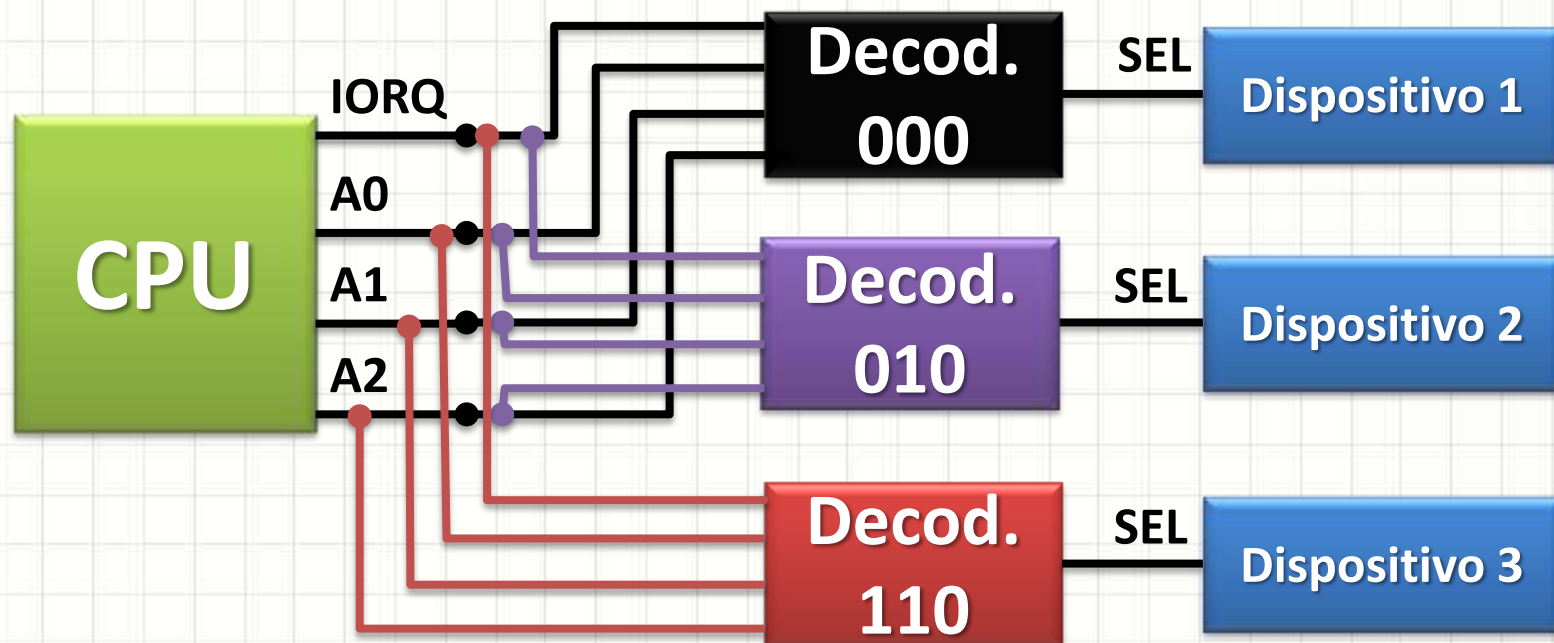 CPU
IORQ
A0
A1
A2
Decod.
000
SEL
Dispositivo 1
Decod.
010
SEL
Dispositivo 2
Decod.
110
SEL
Dispositivo 3